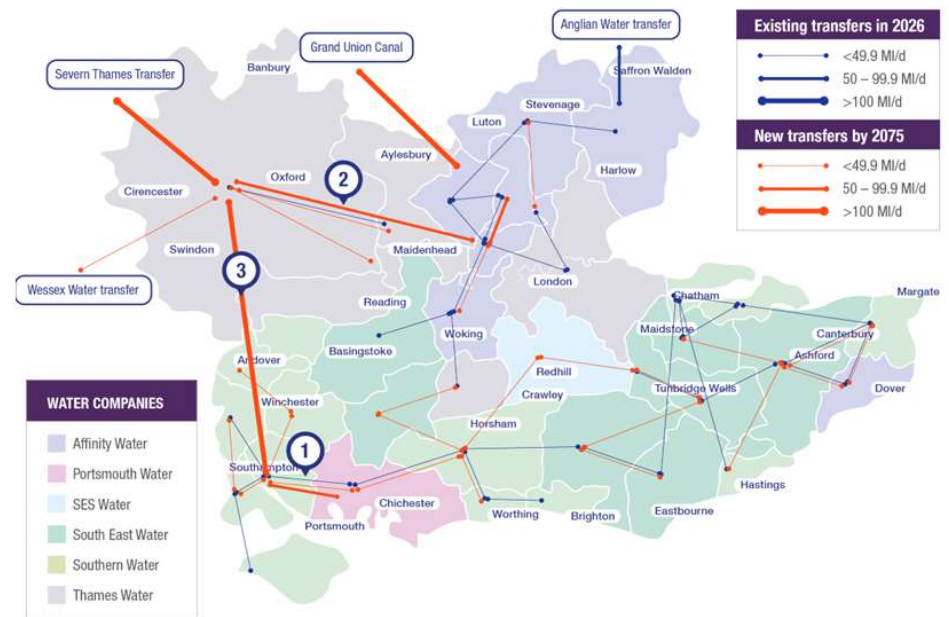 Anglian Water transfer
Grand Union Canal
Severn Thames Transfer
Banbury
Saffron Walden
Stevenage
Luton
Aylesbury
Harlow
Oxford
2
Cirencester
Swindon
3
Maidenhead
London
Wessex Water transfer
Reading
Woking
Chatham
Margate
Maidstone
Canterbury
Basingstoke
Andover
Ashford
Redhill
Tunbridge Wells
Dover
Crawley
Winchester
Horsham
1
Southampton
Hastings
Chichester
Worthing
Brighton
Eastbourne
Portsmouth
Existing transfers in 2026
<49.9 Ml/d
50 – 99.9 Ml/d
>100 Ml/d
New transfers by 2075
<49.9 Ml/d
50 – 99.9 Ml/d
>100 Ml/d
WATER COMPANIES
Affinity Water
Portsmouth Water
SES Water
South East Water
Southern Water
Thames Water